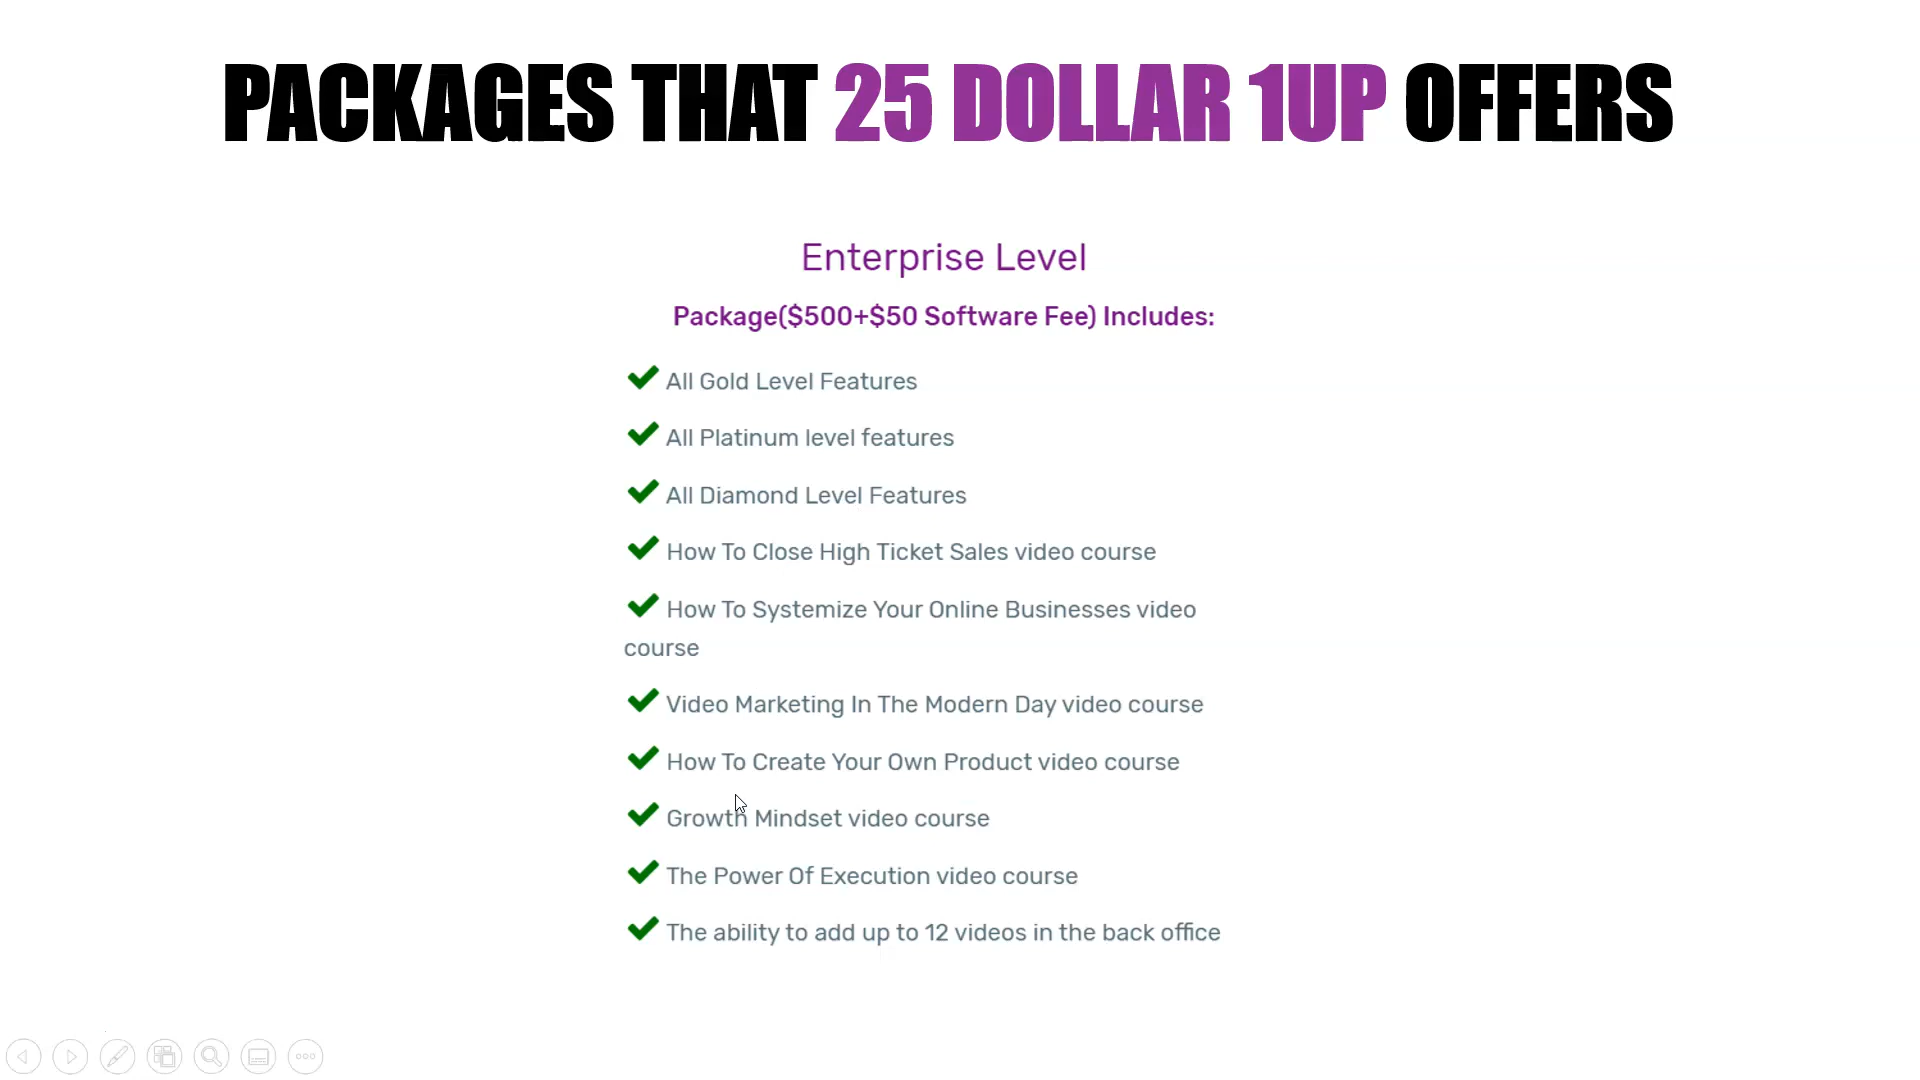 PACKAGES THAT 25 DOLLAR 1UP OFFERS
Enterprise Level
Package($500+$50 Software Fee) Includes:
All Gold Level Features
All Platinum level features
All Diamond Level Features
How To Close High Ticket Sales video course
How To Systemize Your Online Businesses video
course
Video Marketing In The Modern Day video course
How To Create Your Own Product video course
Growth Mindset video course
The Power Of Execution video course
The ability to add up to 12 videos in the back office